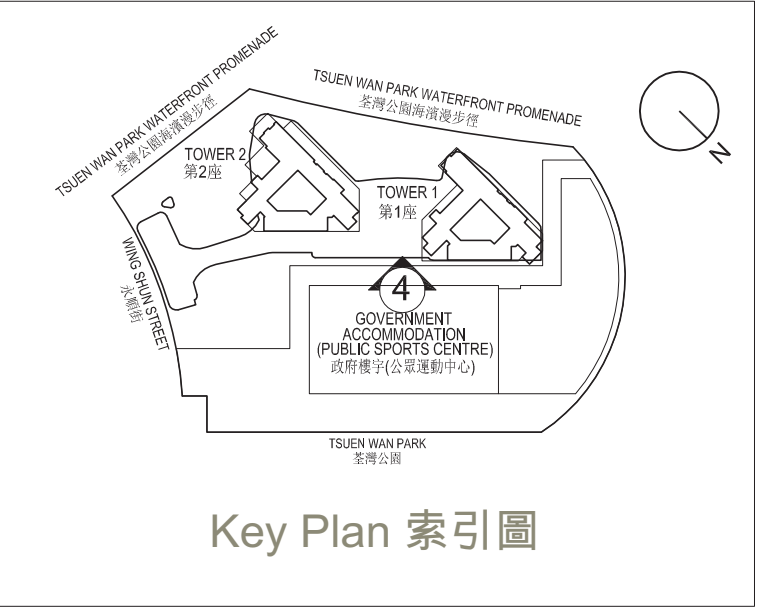 TSUEN WAN PARK WATERFRONT PROMENADE
荃灣公園海濱漫步徑
TSUEN WAN PARK WATERFRONT PROMENADE
荃灣公園海濱漫步徑
N
TOWER 2
第2座
TOWER 1
第1座
WING SHUN STREET
永順街
4
GOVERNMENT
ACCOMMODATION
(PUBLIC SPORTS CENTRE)
政府樓宇(公眾運動中心)
TSUEN WAN PARK
荃灣公園
Key Plan 索引圖